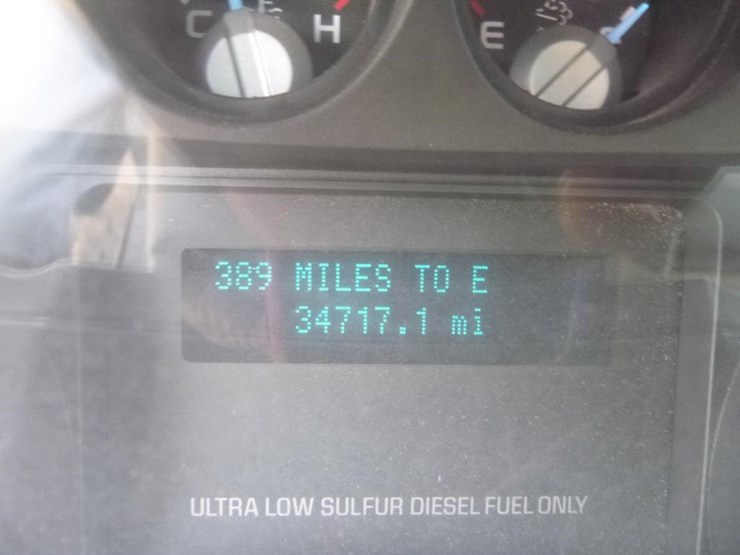 C H E
389 MILES TO E
34717.1 mi
ULTRA LOW SULFUR DIESEL FUEL ONLY